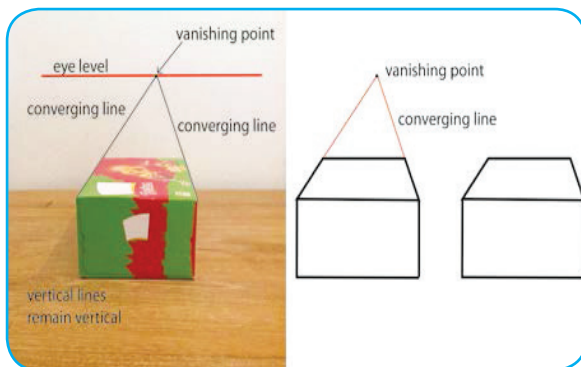 vanishing point
eye level
converging line
converging line
vertical lines
remain vertical
vanishing point
converging line